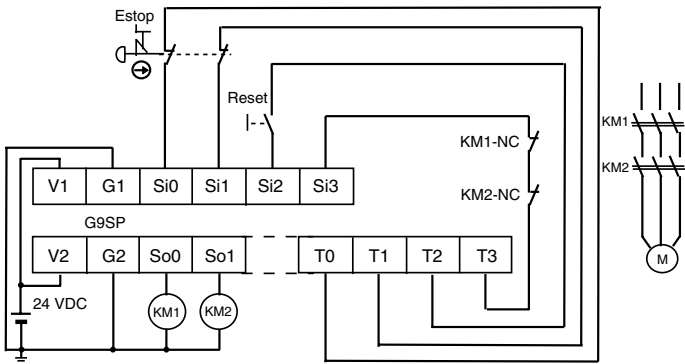 Estop
Reset
KM1-NC
KM2-NC
KM1
KM2
V1 G1 Si0 Si1 Si2 Si3
G9SP
V2 G2 So0 So1 T0 T1 T2 T3
24 VDC
KM1 KM2
M